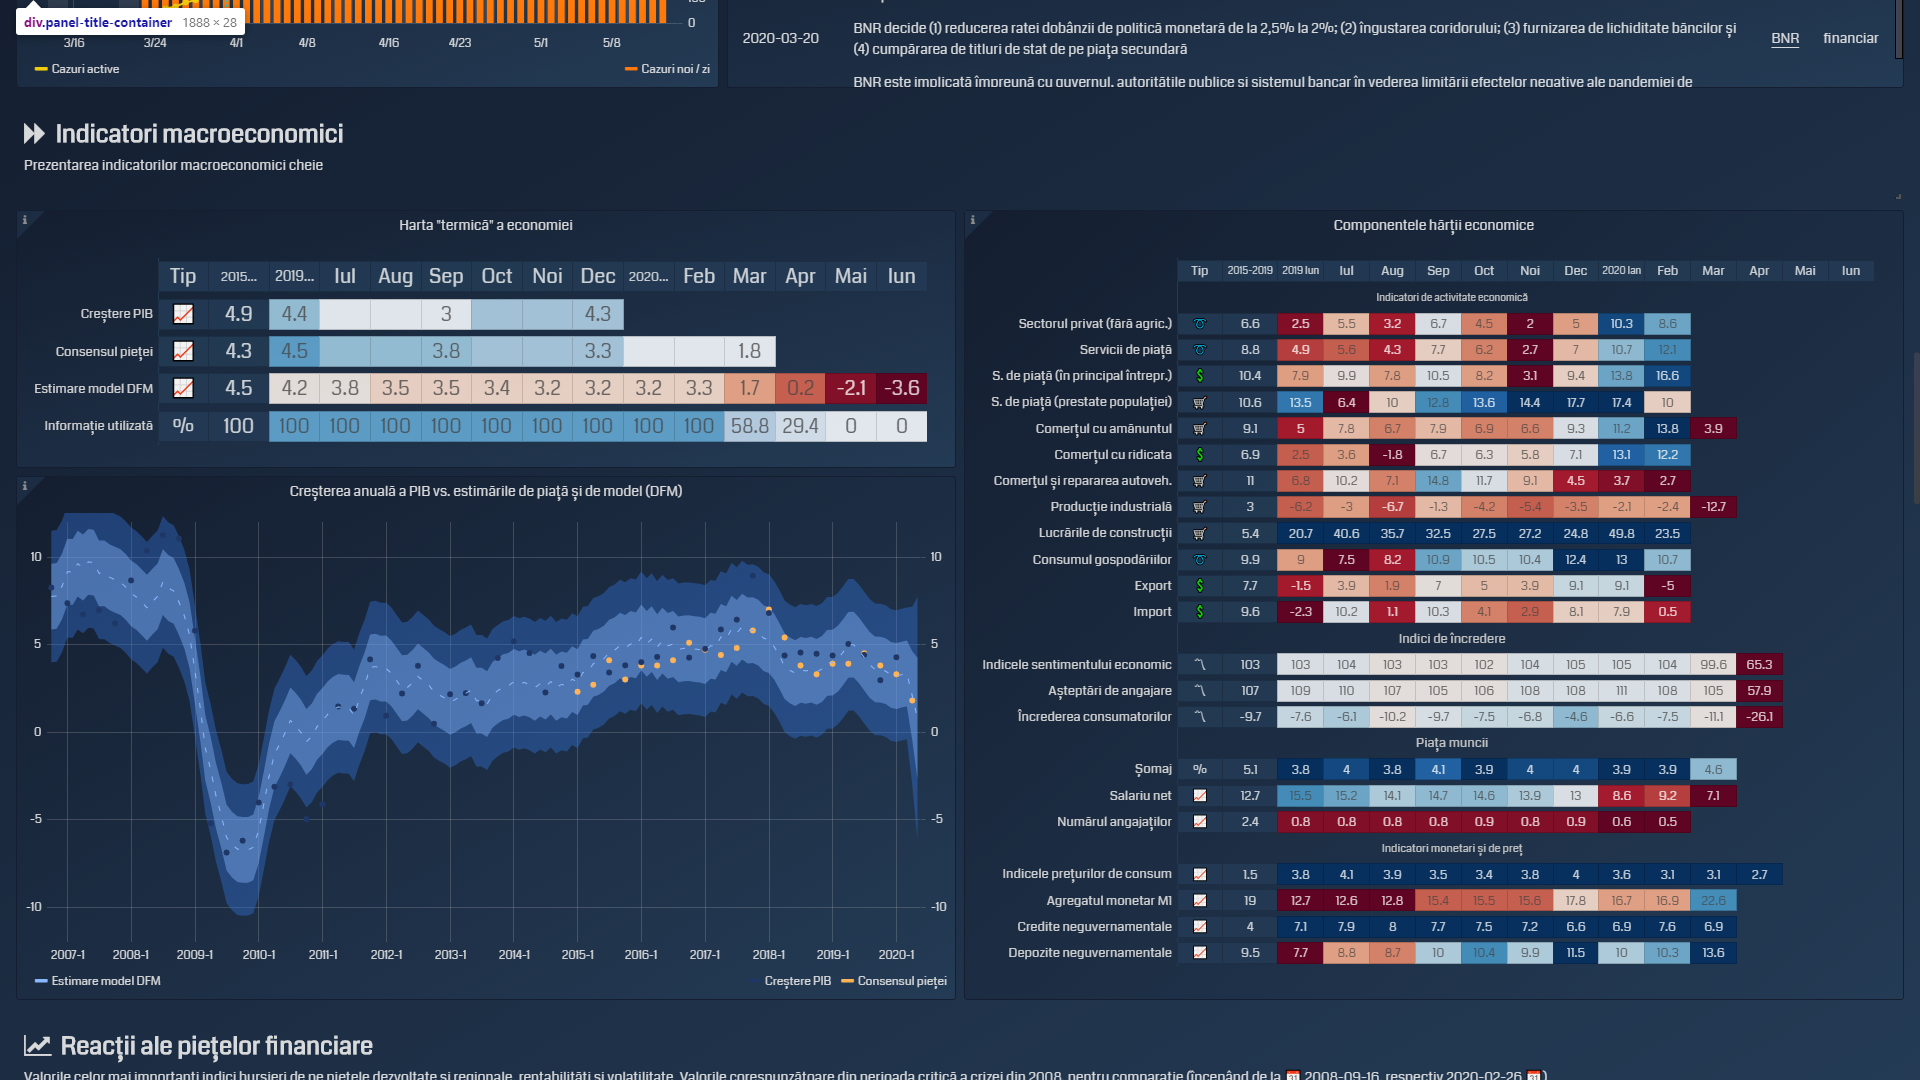 div.panel-title-container 1888 × 28
0
3/16 3/24 4/1 4/8 4/16 4/23 5/1 5/8
Cazuri active Cazuri noi / zi
2020-03-20 BNR decide (1) reducerea ratei dobânzii de politică monetară de la 2,5% la 2%; (2) îngustarea coridorului; (3) furnizarea de lichiditate băncilor și BNR financiar
(4) cumpărarea de titluri de stat de pe piața secundară
BNR este implicată împreună cu guvernul, autoritățile publice și sistemul bancar în vederea limitării efectelor negative ale pandemiei de
Indicatori macroeconomici
Prezentarea indicatorilor macroeconomici cheie
Harta "termică" a economiei
Tip 2015... 2019... Iul Aug Sep Oct Noi Dec 2020... Feb Mar Apr Mai Iun
Creștere PIB 4.9 4.4 3 4.3
Consensul pieței 4.3 4.5 3.8 3.3 1.8
Estimare model DFM 4.5 4.2 3.8 3.5 3.5 3.4 3.2 3.2 3.2 3.3 1.7 0.2 -2.1 -3.6
Informație utilizată % 100 100 100 100 100 100 100 100 100 100 58.8 29.4 0 0
Creșterea anuală a PIB vs. estimările de piață și de model (DFM)
10 10
5 5
0 0
-5 -5
-10 -10
2007-1 2008-1 2009-1 2010-1 2011-1 2012-1 2013-1 2014-1 2015-1 2016-1 2017-1 2018-1 2019-1 2020-1
Estimare model DFM Creștere PIB Consensul pieței
Componentele hărții economice
Tip 2015-2019 2019 Iun Iul Aug Sep Oct Noi Dec 2020 Ian Feb Mar Apr Mai Iun
Indicatori de activitate economică
Sectorul privat (fără agric.) 6.6 2.5 5.5 3.2 6.7 4.5 2 5 10.3 8.6
Servicii de piață 8.8 4.9 5.6 4.3 7.7 6.2 2.7 7 10.7 12.1
S. de piață (în principal întrepr.) $ 10.4 7.9 9.9 7.8 10.5 8.2 3.1 9.4 13.8 16.6
S. de piață (prestate populației) 10.6 13.5 6.4 10 12.8 13.6 14.4 17.7 17.4 10
Comerțul cu amănuntul 9.1 5 7.8 6.7 7.9 6.9 6.6 9.3 11.2 13.8 3.9
Comerțul cu ridicata $ 6.9 2.5 3.6 -1.8 6.7 6.3 5.8 7.1 13.1 12.2
Comerțul și repararea autoveh. 11 6.8 10.2 7.1 14.8 11.7 9.1 4.5 3.7 2.7
Producție industrială 3 -6.2 -3 -6.7 -1.3 -4.2 -5.4 -3.5 -2.1 -2.4 -12.7
Lucrările de construcții 5.4 20.7 40.6 35.7 32.5 27.5 27.2 24.8 49.8 23.5
Consumul gospodăriilor 9.9 9 7.5 8.2 10.9 10.5 10.4 12.4 13 10.7
Export $ 7.7 -1.5 3.9 1.9 7 5 3.9 9.1 9.1 -5
Import $ 9.6 -2.3 10.2 1.1 10.3 4.1 2.9 8.1 7.9 0.5
Indici de încredere
Indicele sentimentului economic 103 103 104 103 103 102 104 105 105 104 99.6 65.3
Așteptări de angajare 107 109 110 107 105 106 108 108 111 108 105 57.9
Încrederea consumatorilor -9.7 -7.6 -6.1 -10.2 -9.7 -7.5 -6.8 -4.6 -6.6 -7.5 -11.1 -26.1
Piața muncii
Șomaj % 5.1 3.8 4 3.8 4.1 3.9 4 4 3.9 3.9 4.6
Salariu net 12.7 15.5 15.2 14.1 14.7 14.6 13.9 13 8.6 9.2 7.1
Numărul angajaților 2.4 0.8 0.8 0.8 0.8 0.9 0.8 0.9 0.6 0.5
Indicatori monetari și de preț
Indicele prețurilor de consum 1.5 3.8 4.1 3.9 3.5 3.4 3.8 4 3.6 3.1 3.1 2.7
Agregatul monetar M1 19 12.7 12.6 12.8 15.4 15.5 15.6 17.8 16.7 16.9 22.6
Credite neguvernamentale 4 7.1 7.9 8 7.7 7.5 7.2 6.6 6.9 7.6 6.9
Depozite neguvernamentale 9.5 7.7 8.8 8.7 10 10.4 9.9 11.5 10 10.3 13.6
Reacții ale piețelor financiare
Valorile celor mai importanți indici bursieri de pe piețele dezvoltate și regionale, rentabilități și volatilitate. Valorile corespunzătoare din perioada critică a crizei din 2008, pentru comparație (începând de la 2008-09-16, respectiv 2020-02-26 )